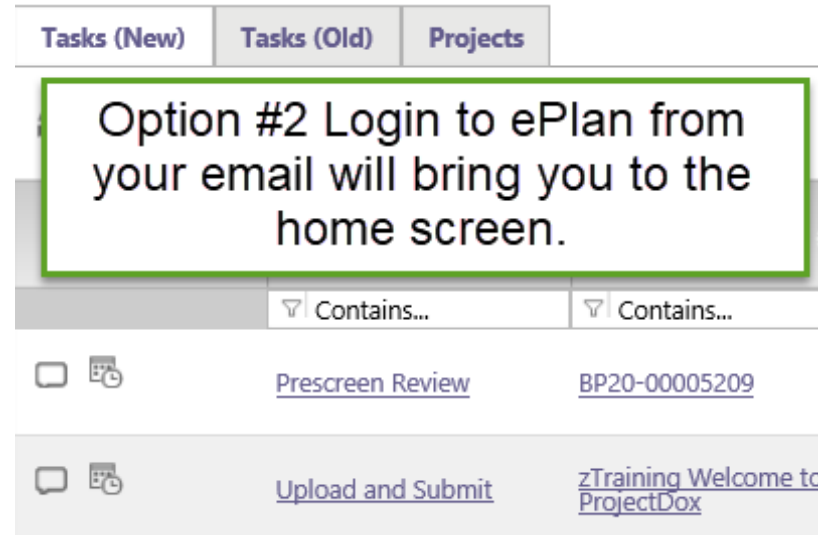 Tasks (New) Tasks (Old) Projects
Option #2 Login to ePlan from
your email will bring you to the
home screen.
Contains... Contains...
Prescreen Review BP20-00005209
Upload and Submit zTraining Welcome to
ProjectDox